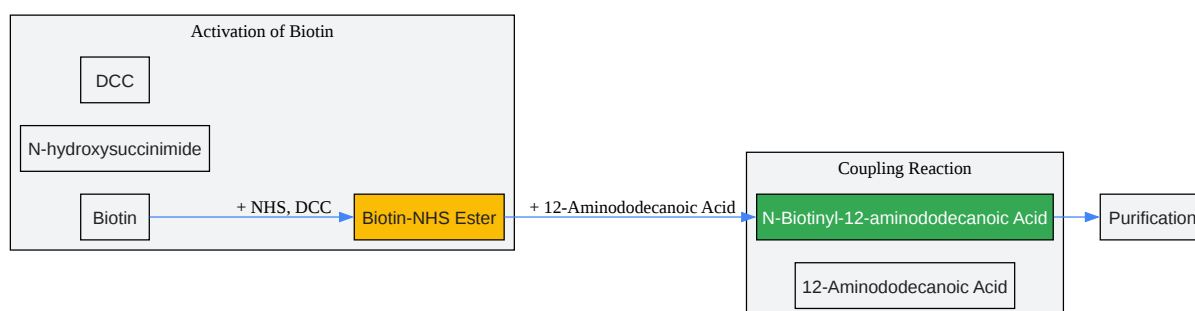 Activation of Biotin
DCC
N-hydroxysuccinimide
Biotin
+ NHS, DCC
Biotin-NHS Ester
+ 12-Aminododecanoic Acid
Coupling Reaction
N-Biotinyl-12-aminododecanoic Acid
12-Aminododecanoic Acid
Purification